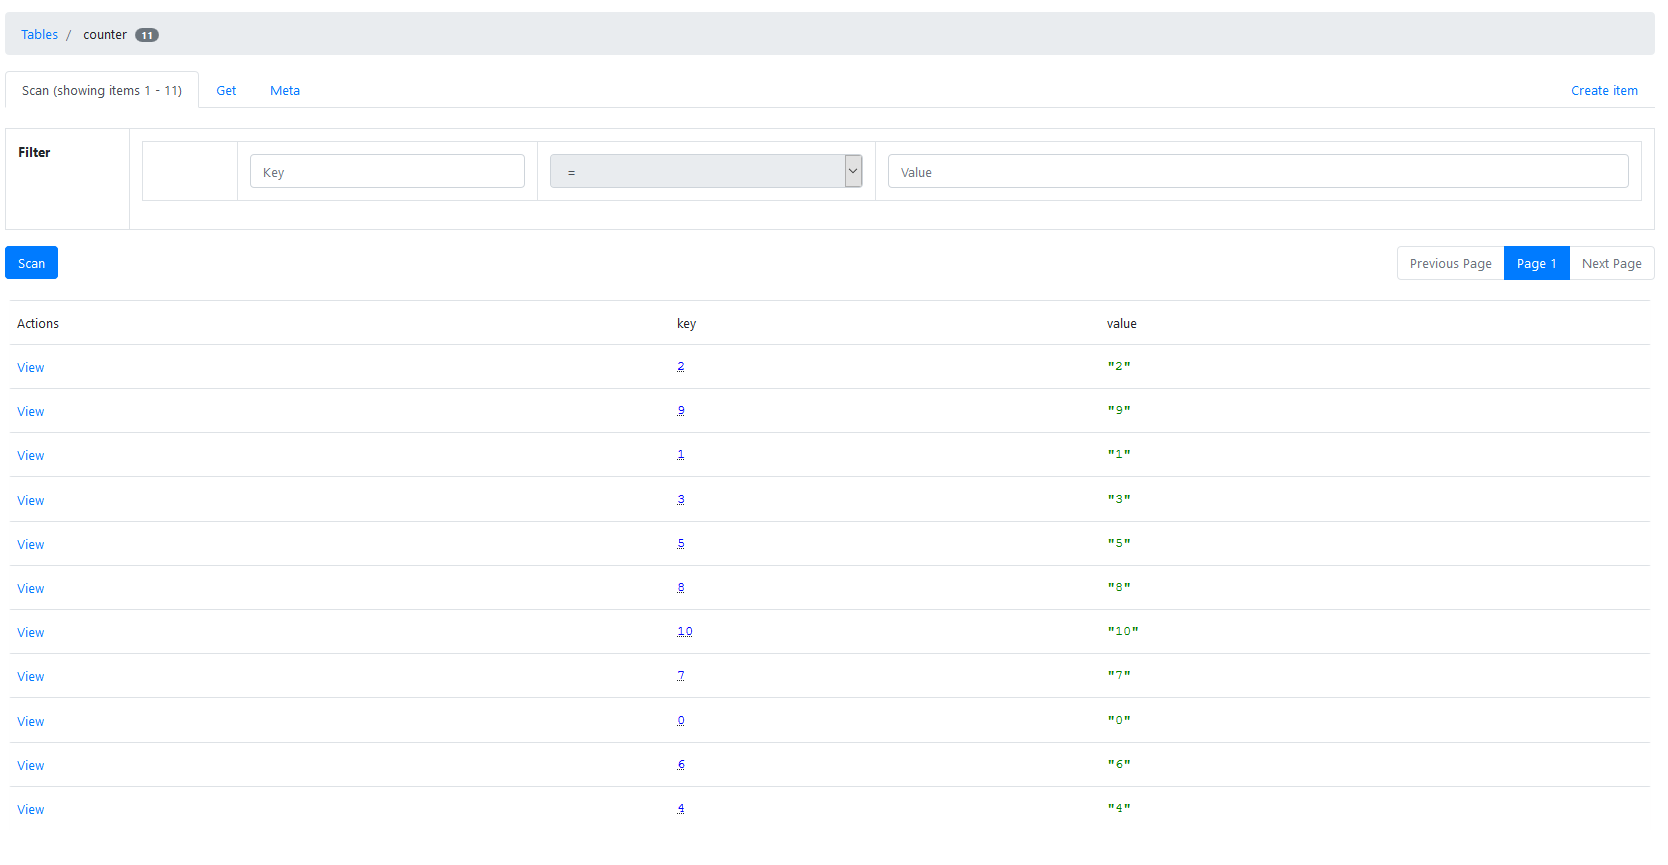 Tables / counter 11
Scan (showing items 1 - 11) Get Meta Create item
Filter Key = Value
Scan Previous Page Page 1 Next Page
Actions key value
View 2 "2"
View 9 "9"
View 1 "1"
View 3 "3"
View 5 "5"
View 8 "8"
View 10 "10"
View 7 "7"
View 0 "0"
View 6 "6"
View 4 "4"